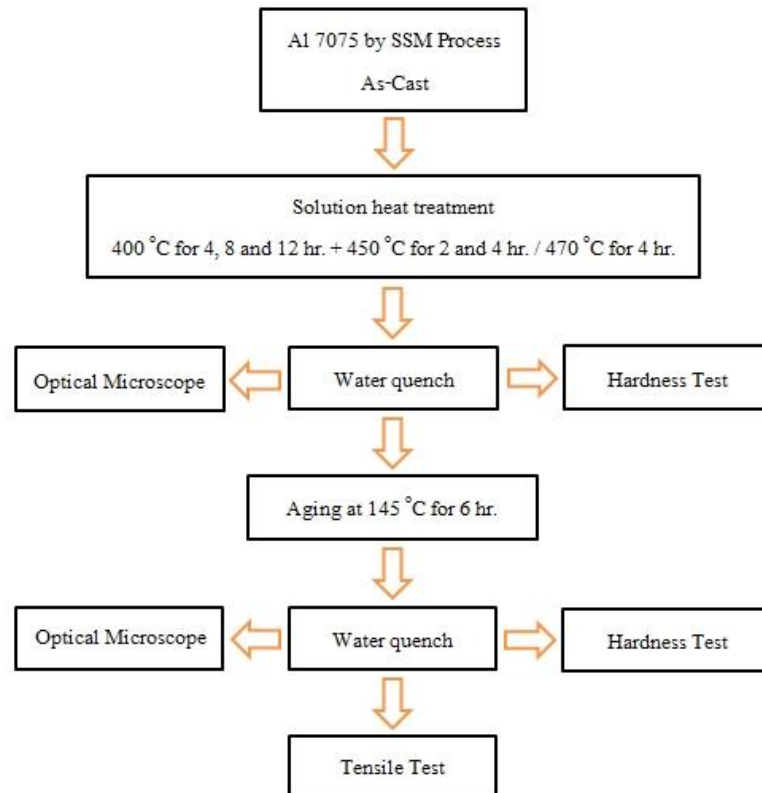 Al 7075 by SSM Process
As-Cast
Solution heat treatment
400 °C for 4, 8 and 12 hr. + 450 °C for 2 and 4 hr. / 470 °C for 4 hr.
Optical Microscope
Water quench
Hardness Test
Aging at 145 °C for 6 hr.
Optical Microscope
Water quench
Hardness Test
Tensile Test